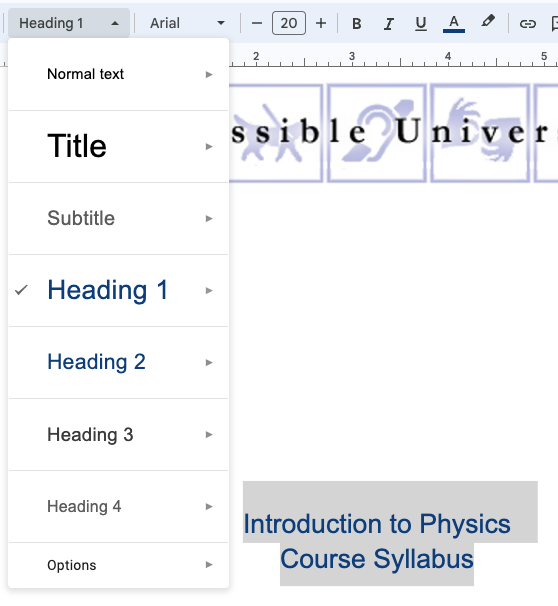 Heading 1 Arial − 20 + B I U A
2 3 4 5
Normal text
ssible Univer
Title
Subtitle
Heading 1
Heading 2
Heading 3
Heading 4
Introduction to Physics
Course Syllabus
Options